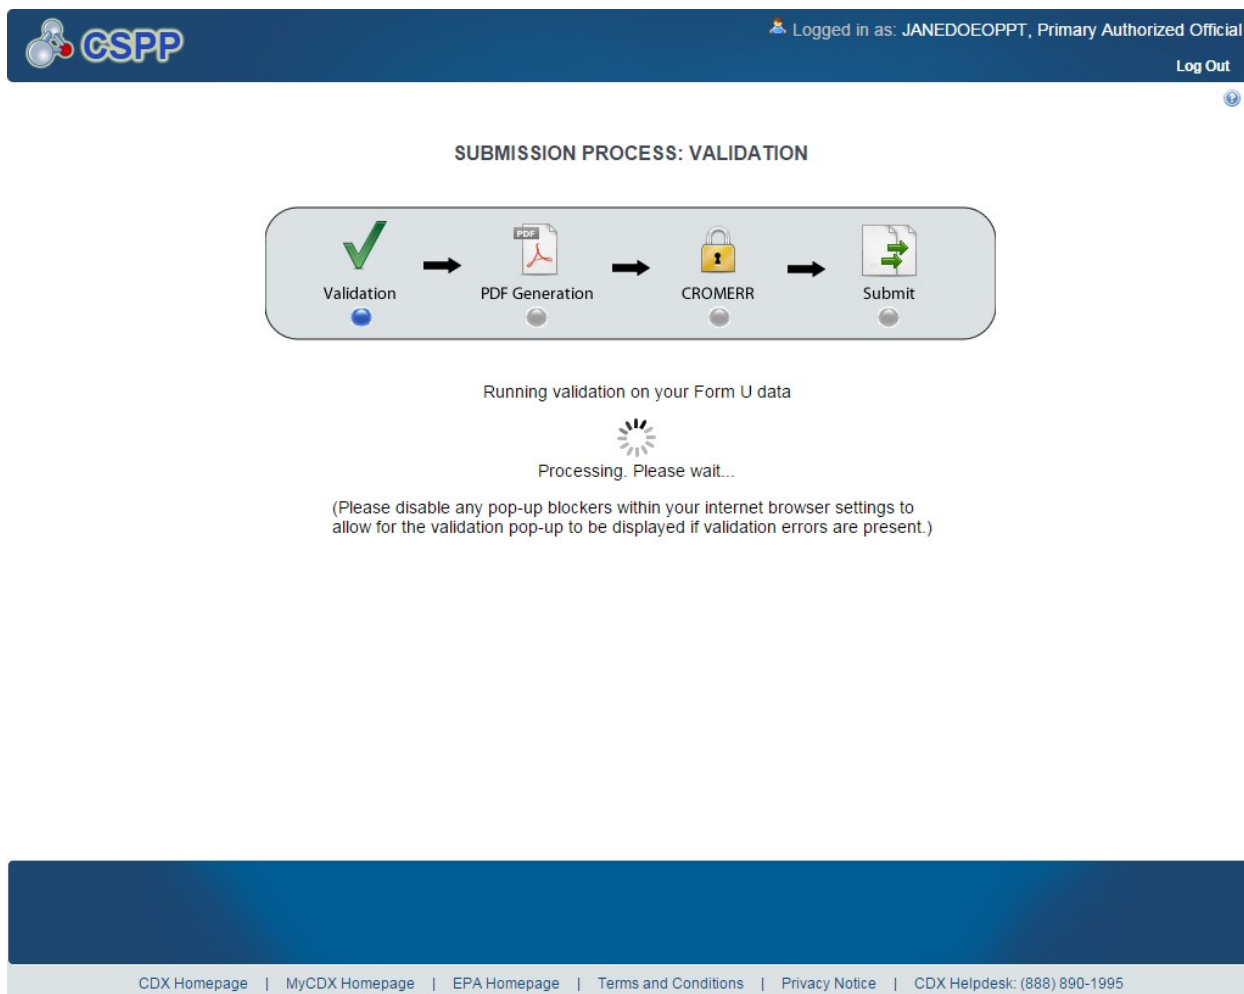 CSPP
Logged in as: JANEDOEOPPT, Primary Authorized Official
Log Out
?
SUBMISSION PROCESS: VALIDATION
PDF
Validation
PDF Generation
CROMERR
Submit
Running validation on your Form U data
Processing. Please wait...
(Please disable any pop-up blockers within your internet browser settings to
allow for the validation pop-up to be displayed if validation errors are present.)
CDX Homepage | MyCDX Homepage | EPA Homepage | Terms and Conditions | Privacy Notice | CDX Helpdesk: (888) 890-1995